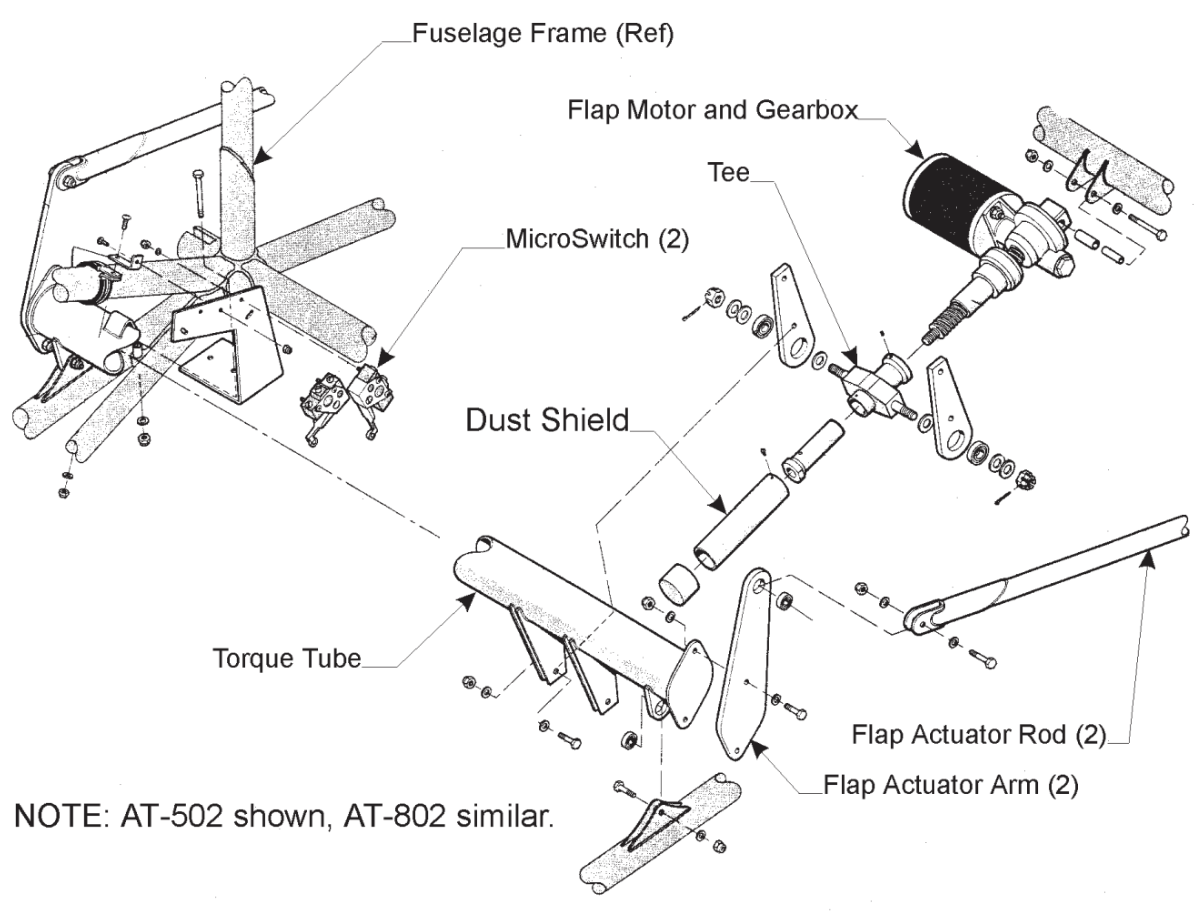 Fuselage Frame (Ref)
Flap Motor and Gearbox
Tee
MicroSwitch (2)
Dust Shield
Torque Tube
Flap Actuator Rod (2)
Flap Actuator Arm (2)
NOTE: AT-502 shown, AT-802 similar.